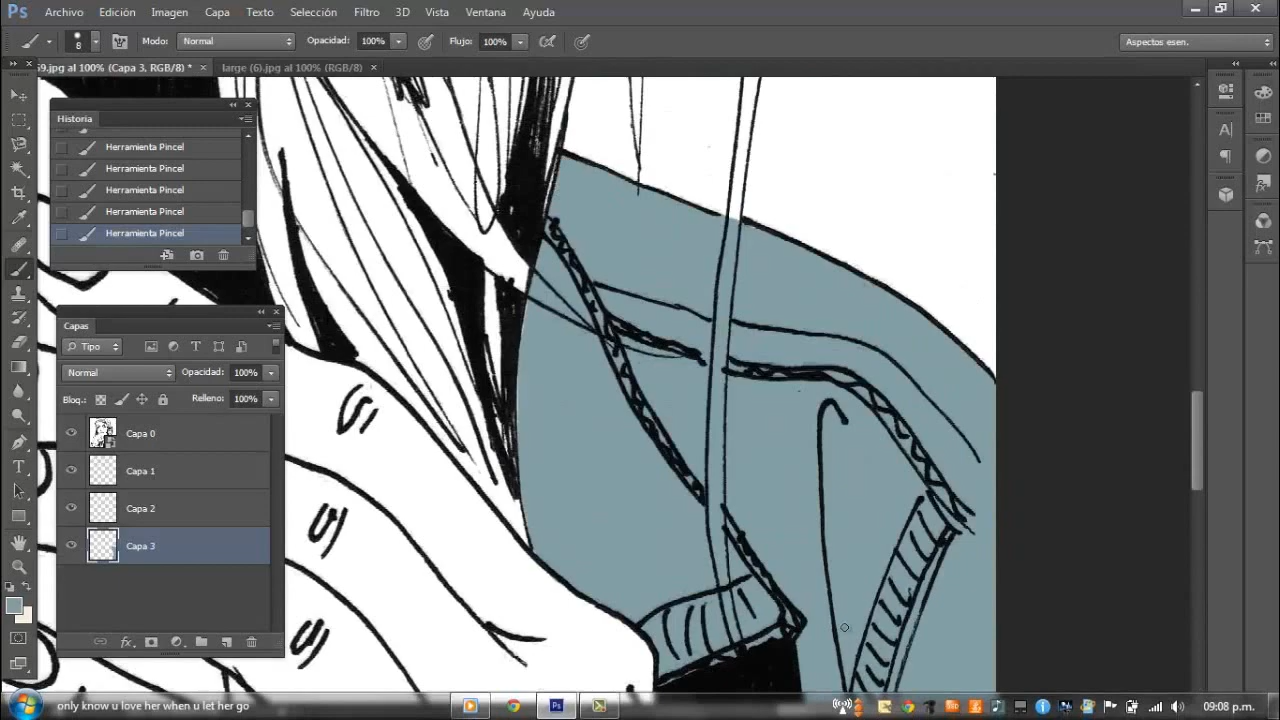 Ps Archivo Edición Imagen Capa Texto Selección Filtro 3D Vista Ventana Ayuda
8 Modo: Normal Opacidad: 100% Flujo: 100% Aspectos esen.
59.jpg al 100% (Capa 3, RGB/8) * × large (6).jpg al 100% (RGB/8) ×
Historia
Herramienta Pincel
Herramienta Pincel
Herramienta Pincel
Herramienta Pincel
Herramienta Pincel
Capas
Tipo
Normal Opacidad: 100%
Bloq.: Relleno: 100%
Capa 0
Capa 1
Capa 2
Capa 3
only know u love her when u let her go
09:08 p.m.